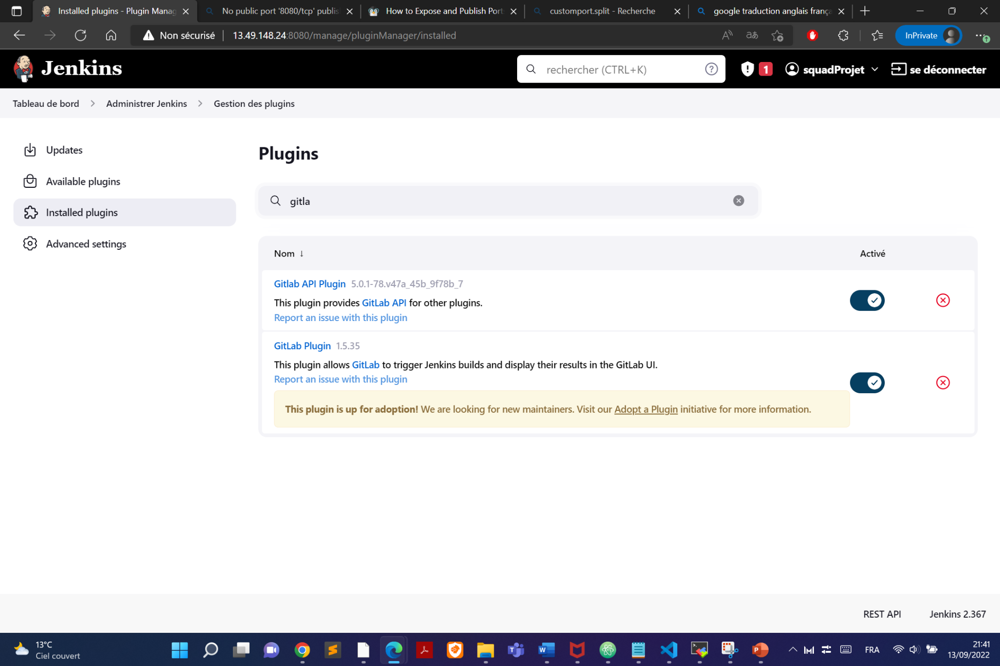 Installed plugins - Plugin Manag
No public port '8080/tcp' publis
How to Expose and Publish Port
customport.split - Recherche
google traduction anglais frança
Non sécurisé
13.49.148.24:8080/manage/pluginManager/installed
InPrivate
Jenkins
rechercher (CTRL+K)
1
squadProjet
se déconnecter
Tableau de bord
Administrer Jenkins
Gestion des plugins
Updates
Available plugins
Installed plugins
Advanced settings
Plugins
gitla
Nom ↓
Activé
Gitlab API Plugin 5.0.1-78.v47a_45b_9f78b_7
This plugin provides GitLab API for other plugins.
Report an issue with this plugin
GitLab Plugin 1.5.35
This plugin allows GitLab to trigger Jenkins builds and display their results in the GitLab UI.
Report an issue with this plugin
This plugin is up for adoption! We are looking for new maintainers. Visit our Adopt a Plugin initiative for more information.
REST API
Jenkins 2.367
13°C
Ciel couvert
FRA
21:41
13/09/2022